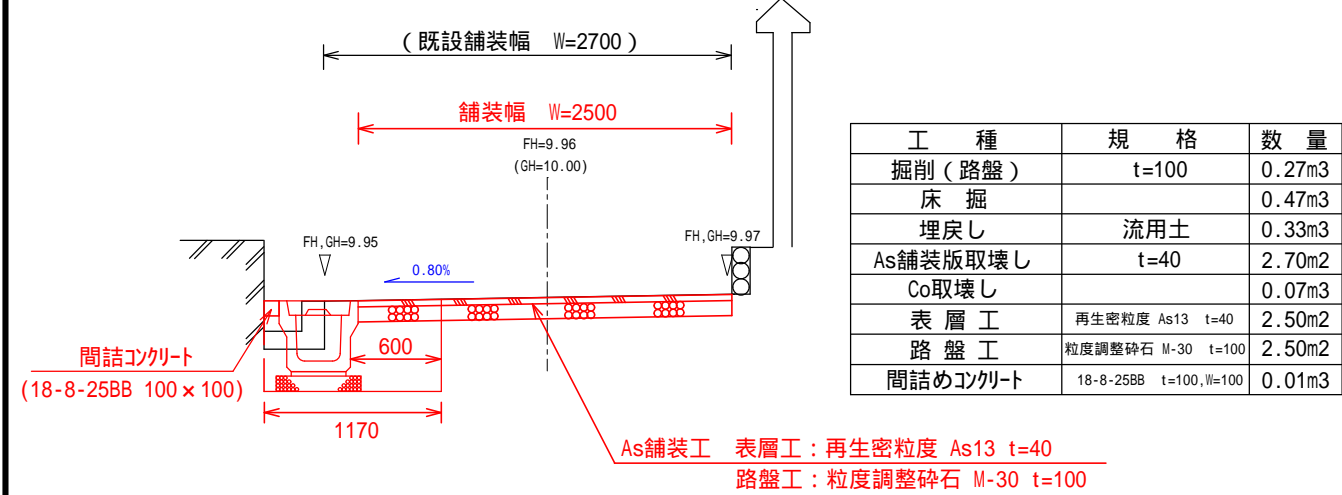 (既設舗装幅 W=2700)
舗装幅 W=2500
FH=9.96
(GH=10.00)
FH,GH=9.95
FH,GH=9.97
0.80%
600
間詰コンクリート
(18-8-25BB 100×100)
1170
As舗装工 表層工：再生密粒度 As13 t=40
路盤工：粒度調整砕石 M-30 t=100
工 種 規 格 数 量
掘削(路盤) t=100 0.27m3
床 掘 0.47m3
埋戻し 流用土 0.33m3
As舗装版取壊し t=40 2.70m2
Co取壊し 0.07m3
表 層 工 再生密粒度 As13 t=40 2.50m2
路 盤 工 粒度調整砕石 M-30 t=100 2.50m2
間詰めコンクリート 18-8-25BB t=100,W=100 0.01m3